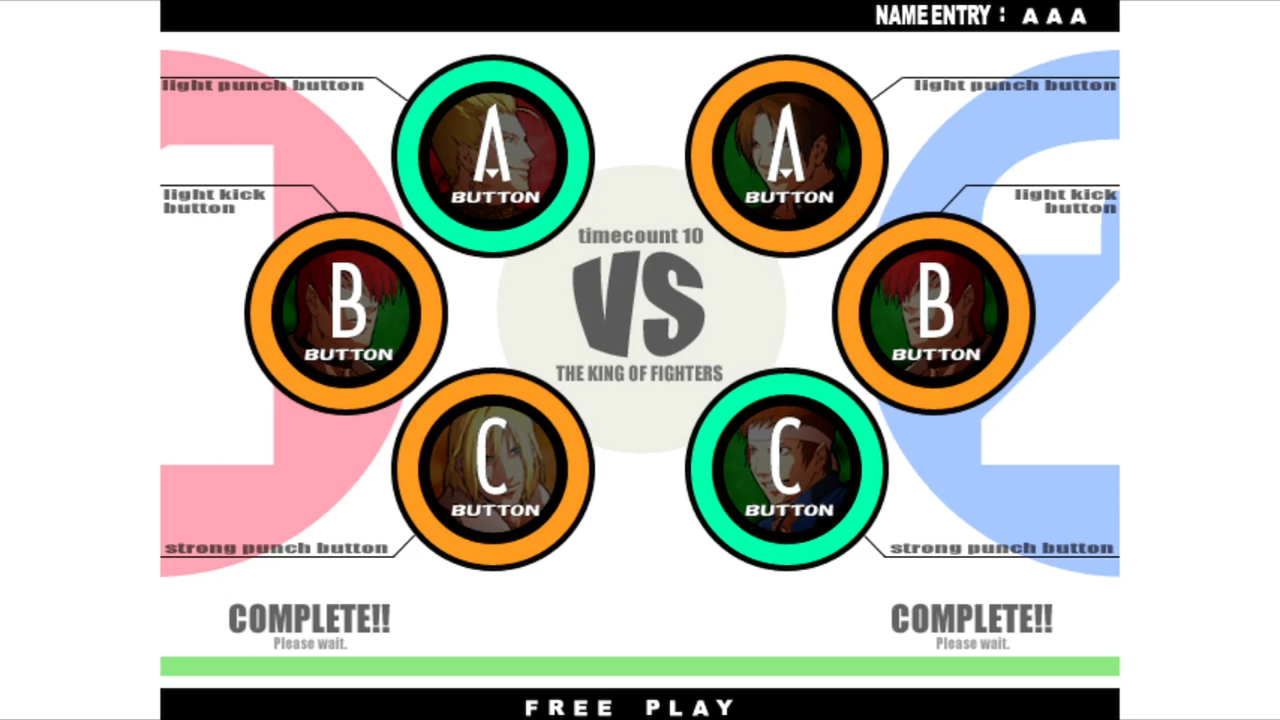 NAME ENTRY : A A A
light punch button
light punch button
A
BUTTON
A
BUTTON
light kick
button
light kick
button
timecount 10
VS
THE KING OF FIGHTERS
B
BUTTON
B
BUTTON
C
BUTTON
C
BUTTON
strong punch button
strong punch button
COMPLETE!!
Please wait.
COMPLETE!!
Please wait.
FREE PLAY